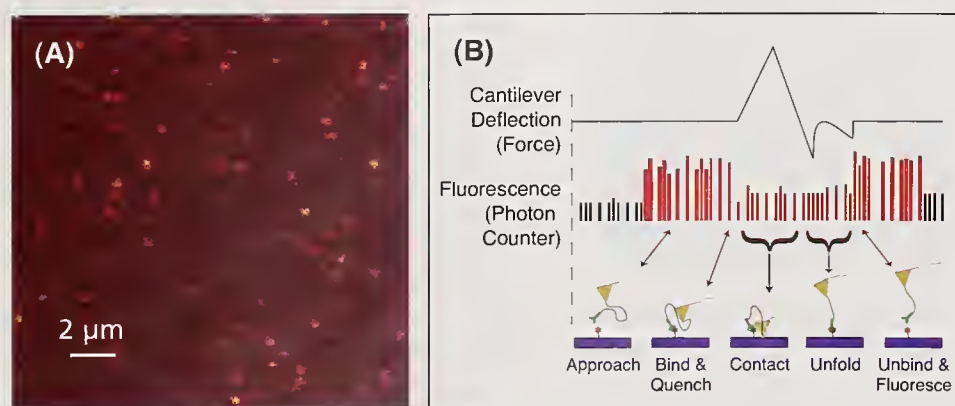 (A)
2 µm
(B)
Cantilever
Deflection
(Force)
Fluorescence
(Photon
Counter)
Approach
Bind &
Quench
Contact
Unfold
Unbind &
Fluoresce